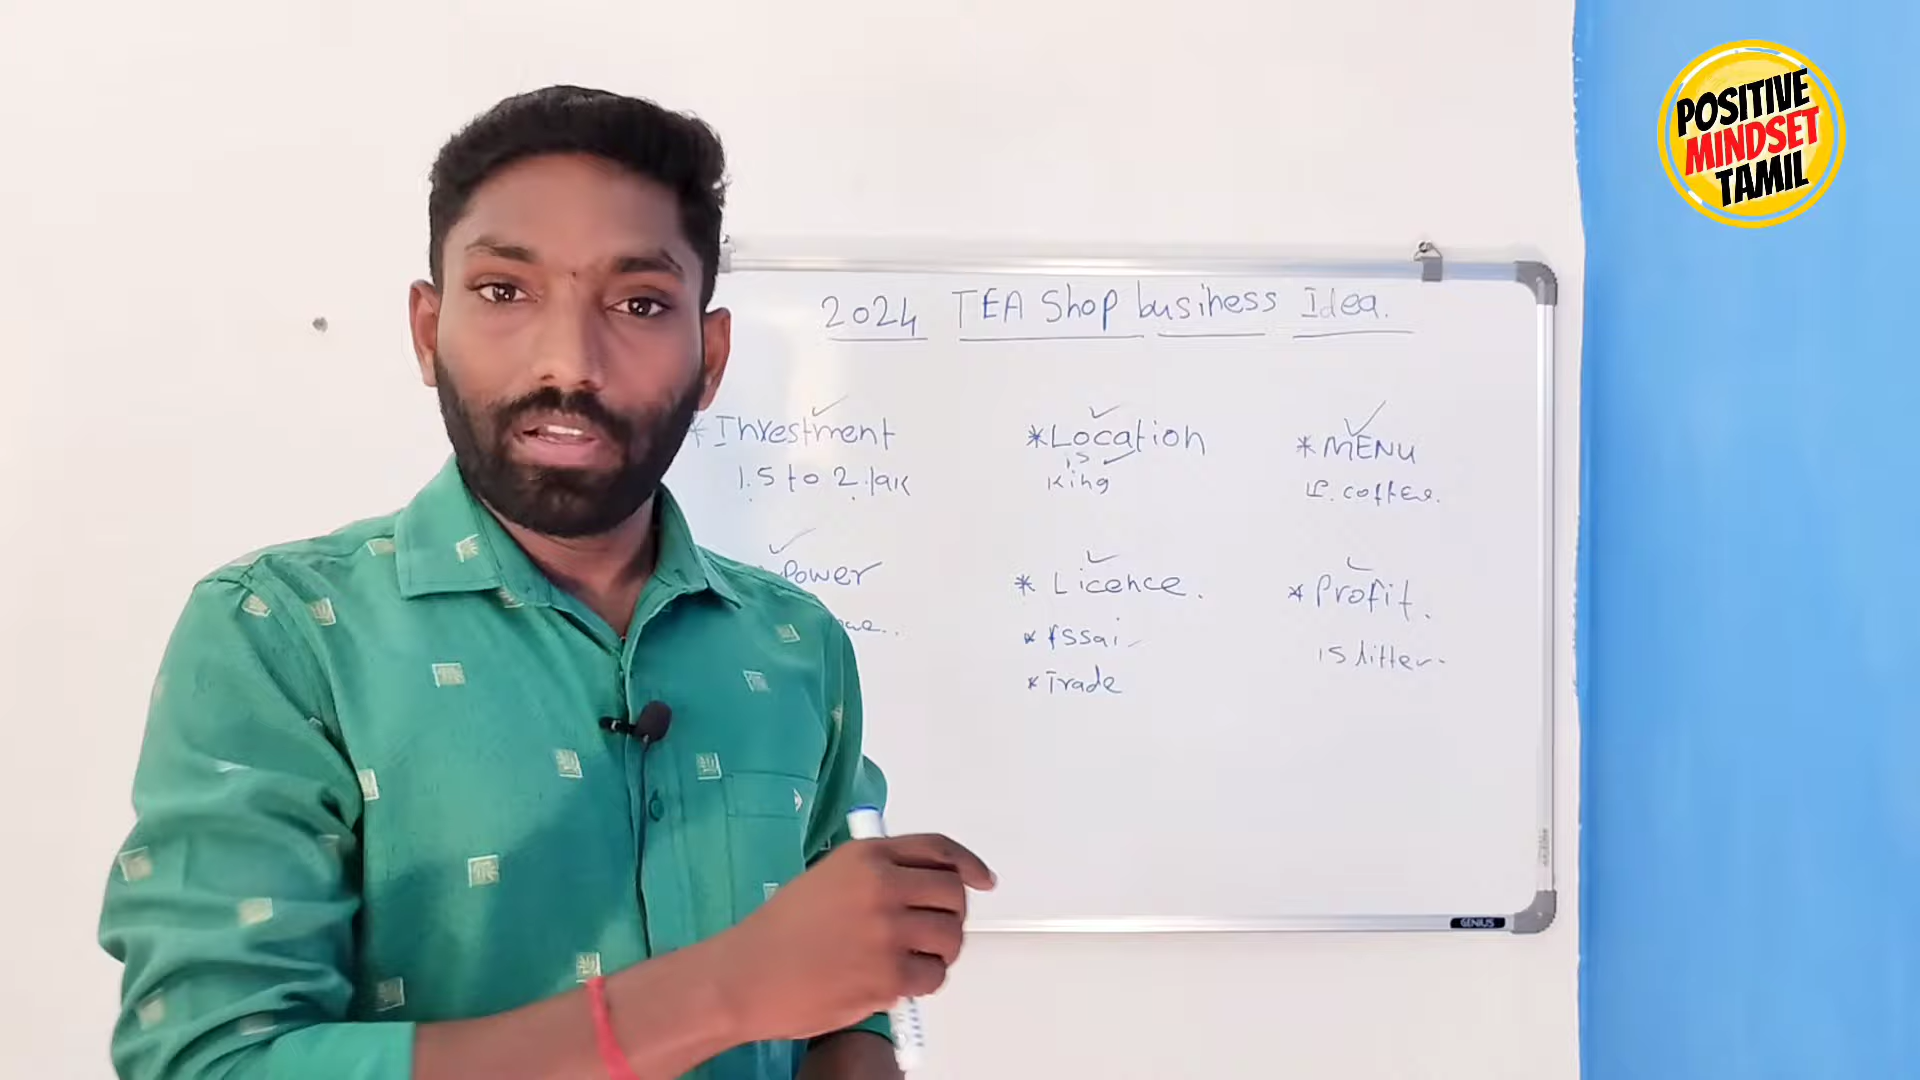 POSITIVE
MINDSET
TAMIL
2024 TEA Shop business Idea.
* Investment
1.5 to 2.lak
* Location
is
king
* MENU
coffee.
Power
* Licence.
* fssai
* Trade
* Profit.
15 litter
GENIUS